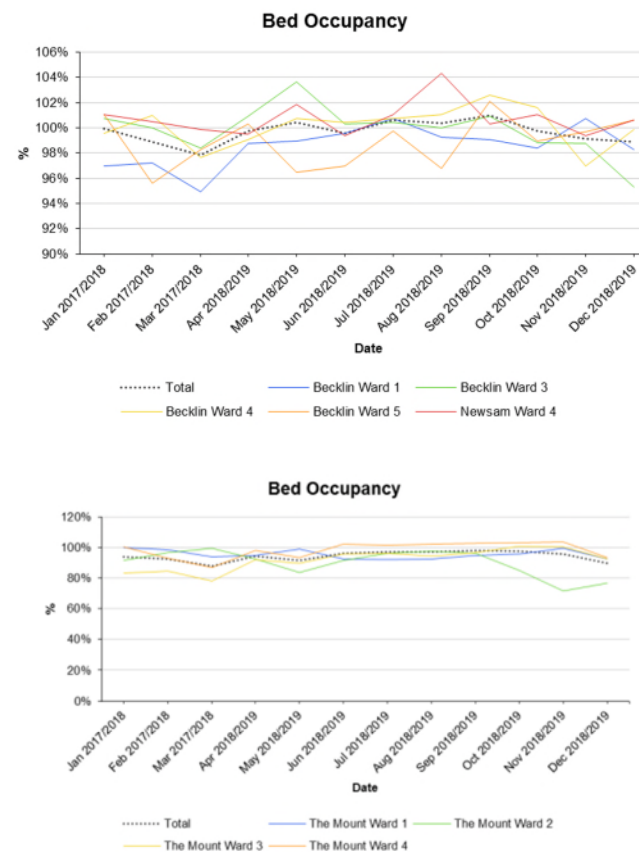 Bed Occupancy
106%
104%
102%
100%
98%
96%
94%
92%
90%
%
Jan 2017/2018
Feb 2017/2018
Mar 2017/2018
Apr 2018/2019
May 2018/2019
Jun 2018/2019
Jul 2018/2019
Aug 2018/2019
Sep 2018/2019
Oct 2018/2019
Nov 2018/2019
Dec 2018/2019
Date
Total Becklin Ward 1 Becklin Ward 3
Becklin Ward 4 Becklin Ward 5 Newsam Ward 4
Bed Occupancy
120%
100%
80%
60%
40%
20%
0%
%
Jan 2017/2018
Feb 2017/2018
Mar 2017/2018
Apr 2018/2019
May 2018/2019
Jun 2018/2019
Jul 2018/2019
Aug 2018/2019
Sep 2018/2019
Oct 2018/2019
Nov 2018/2019
Dec 2018/2019
Date
Total The Mount Ward 1 The Mount Ward 2
The Mount Ward 3 The Mount Ward 4